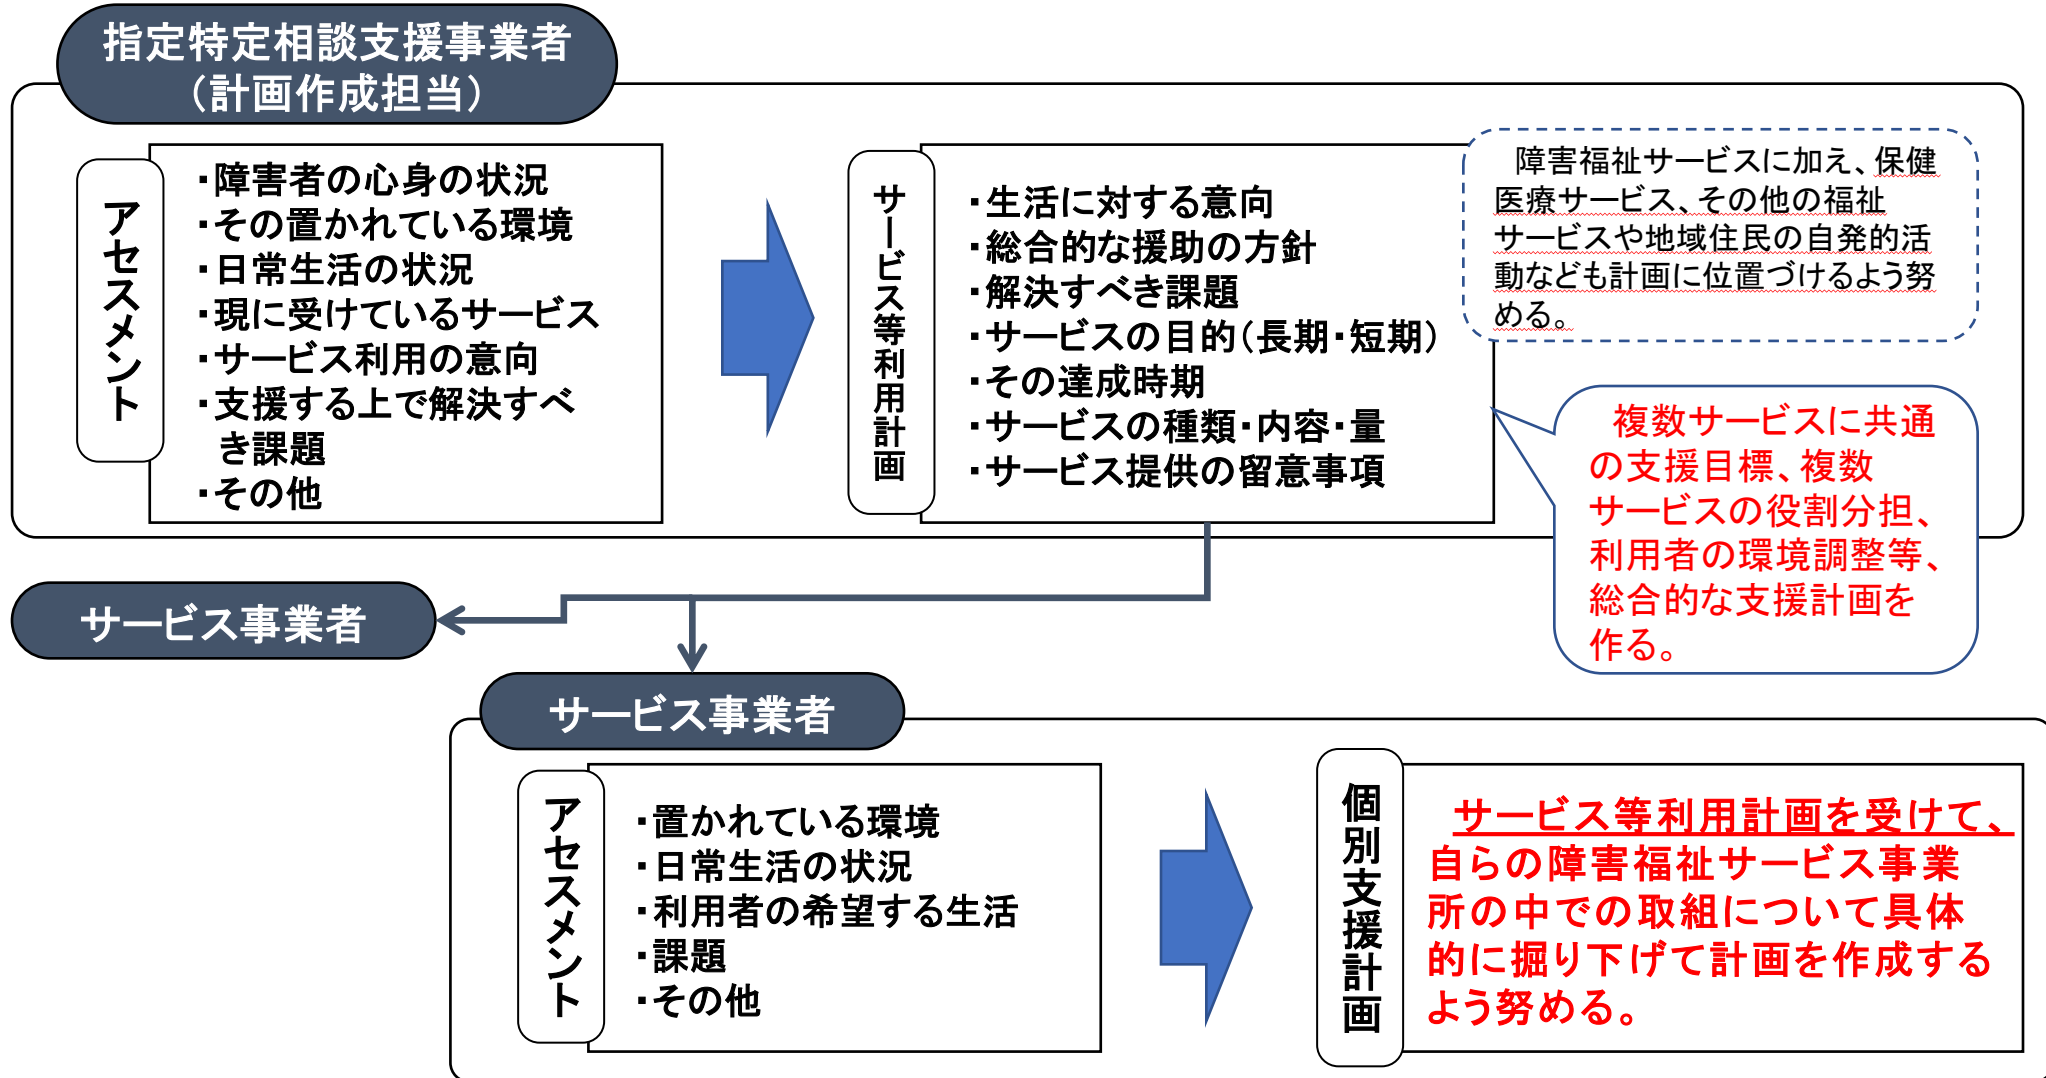 指定特定相談支援事業者
（計画作成担当）
アセスメント
・障害者の心身の状況
・その置かれている環境
・日常生活の状況
・現に受けているサービス
・サービス利用の意向
・支援する上で解決すべ
き課題
・その他
サービス等利用計画
・生活に対する意向
・総合的な援助の方針
・解決すべき課題
・サービスの目的（長期・短期）
・その達成時期
・サービスの種類・内容・量
・サービス提供の留意事項
障害福祉サービスに加え、保健
医療サービス、その他の福祉
サービスや地域住民の自発的活
動なども計画に位置づけるよう努
める。
複数サービスに共通
の支援目標、複数
サービスの役割分担、
利用者の環境調整等、
総合的な支援計画を
作る。
サービス事業者
サービス事業者
アセスメント
・置かれている環境
・日常生活の状況
・利用者の希望する生活
・課題
・その他
個別支援計画
サービス等利用計画を受けて、
自らの障害福祉サービス事業
所の中での取組について具体
的に掘り下げて計画を作成する
よう努める。